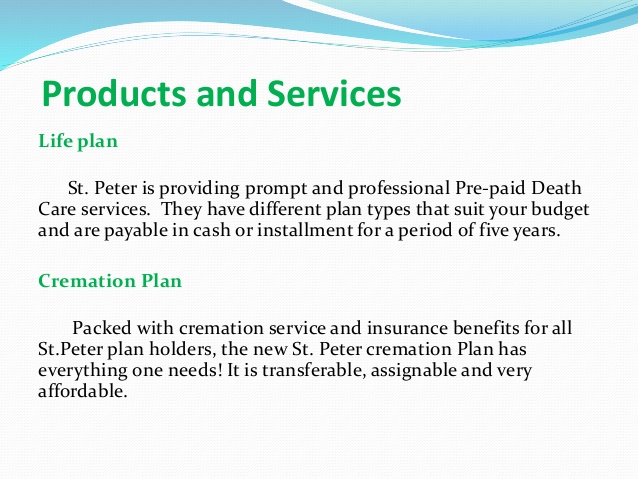 Products and Services
Life plan
St. Peter is providing prompt and professional Pre-paid Death
Care services. They have different plan types that suit your budget
and are payable in cash or installment for a period of five years.
Cremation Plan
Packed with cremation service and insurance benefits for all
St.Peter plan holders, the new St. Peter cremation Plan has
everything one needs! It is transferable, assignable and very
affordable.